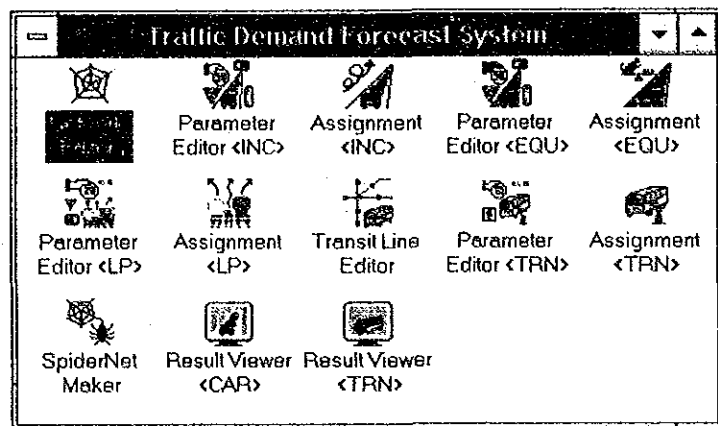 Traffic Demand Forecast System
Parameter Assignment Parameter Assignment
Editor Editor <INC> <INC> Editor <EQU> <EQU>
Parameter Assignment Transit Line Parameter Assignment
Editor <LP> <LP> Editor Editor <TRN> <TRN>
SpiderNet Result Viewer Result Viewer
Maker <CAR> <TRN>